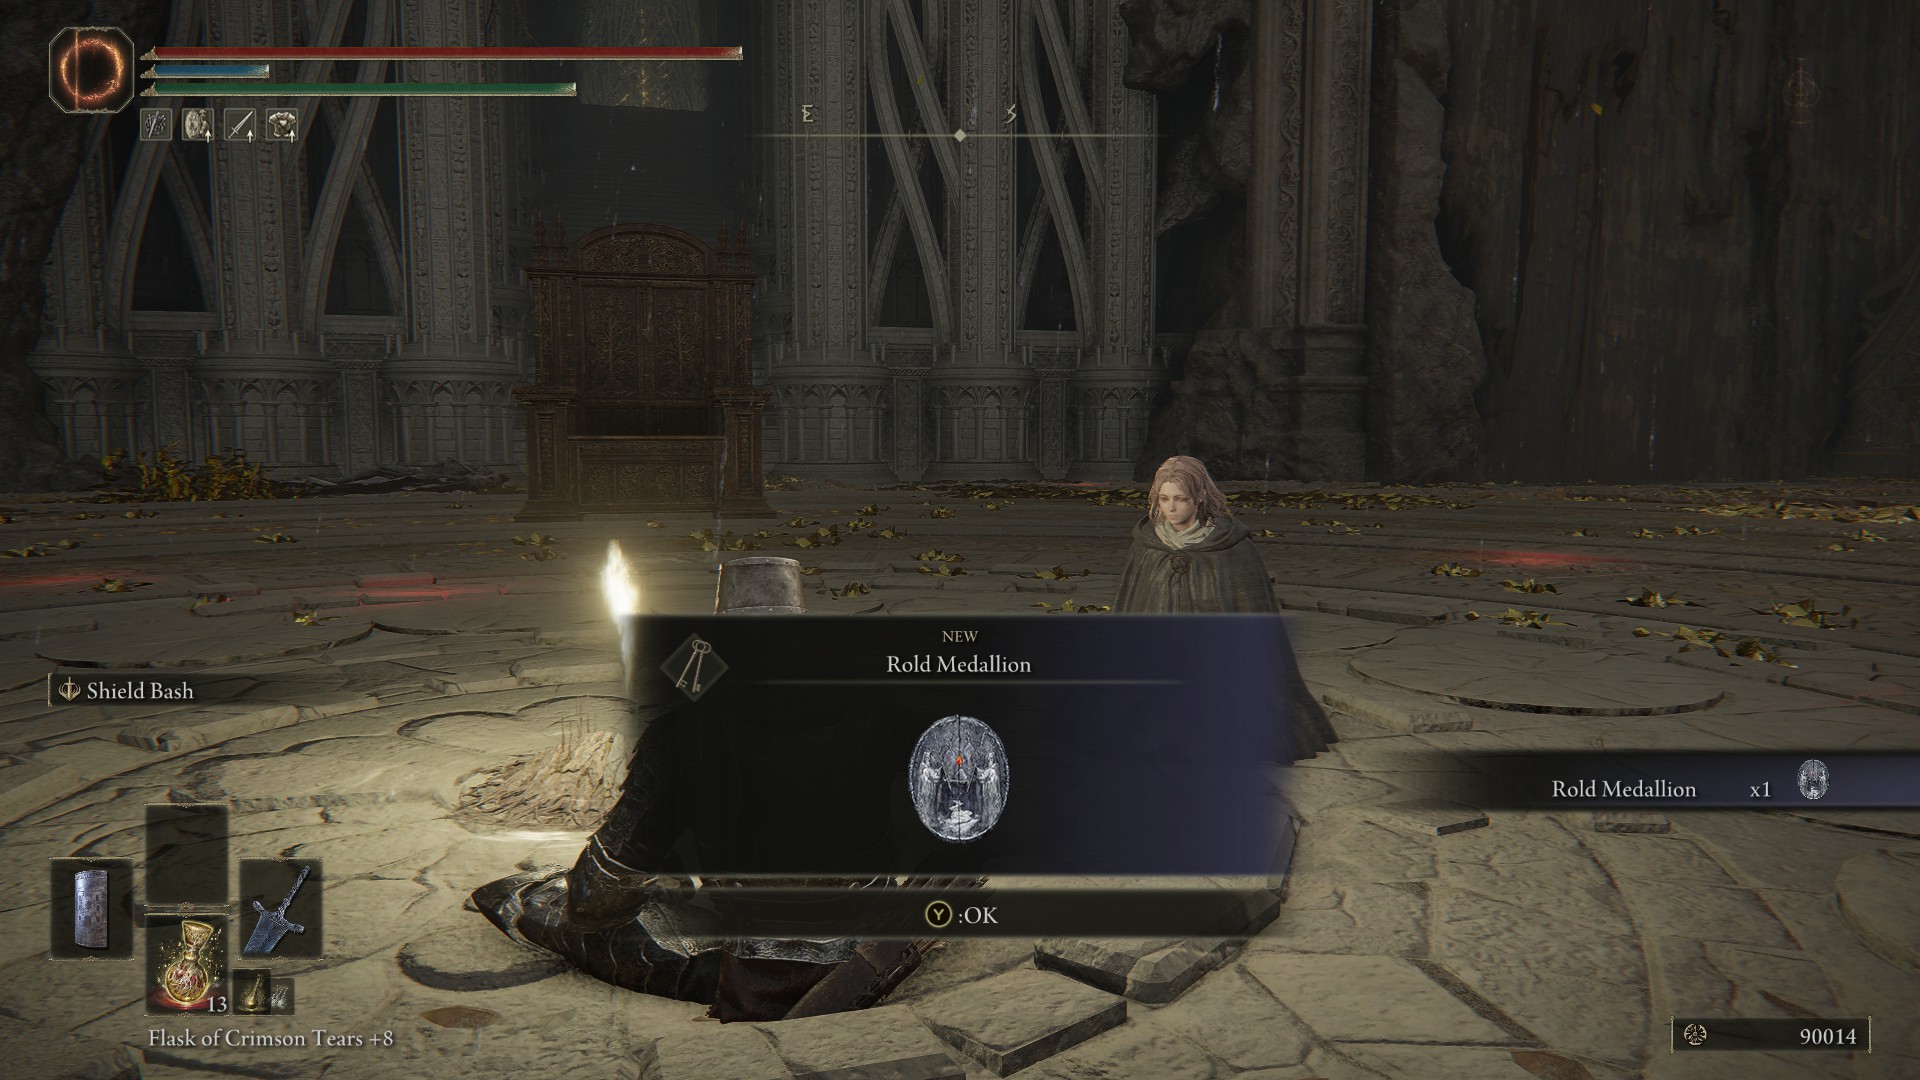 E
S
NEW
Rold Medallion
Shield Bash
Rold Medallion x1
Y :OK
13
Flask of Crimson Tears +8
90014